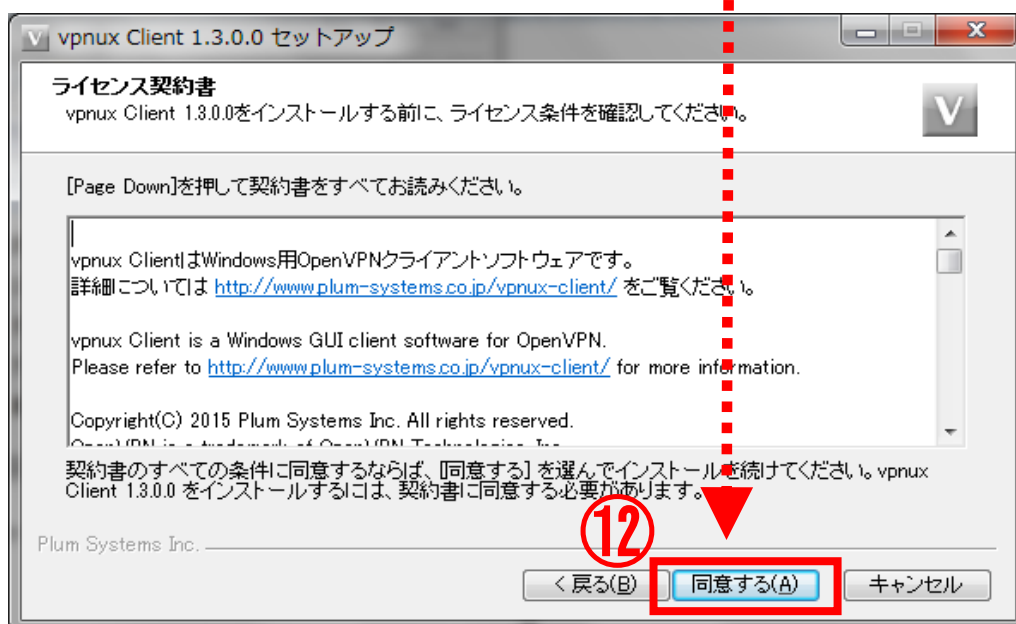 V vpnux Client 1.3.0.0 セットアップ
ライセンス契約書
vpnux Client 1.3.0.0をインストールする前に、ライセンス条件を確認してください。
V
[Page Down]を押して契約書をすべてお読みください。
vpnux ClientはWindows用OpenVPNクライアントソフトウェアです。
詳細については http://www.plum-systems.co.jp/vpnux-client/ をご覧ください。
vpnux Client is a Windows GUI client software for OpenVPN.
Please refer to http://www.plum-systems.co.jp/vpnux-client/ for more information.
Copyright(C) 2015 Plum Systems Inc. All rights reserved.
OpenVPN is a trademark of OpenVPN Technologies, Inc.
契約書のすべての条件に同意するならば、[同意する] を選んでインストールを続けてください。vpnux
Client 1.3.0.0 をインストールするには、契約書に同意する必要があります。
⑫
Plum Systems Inc.
< 戻る(B) 同意する(A) キャンセル